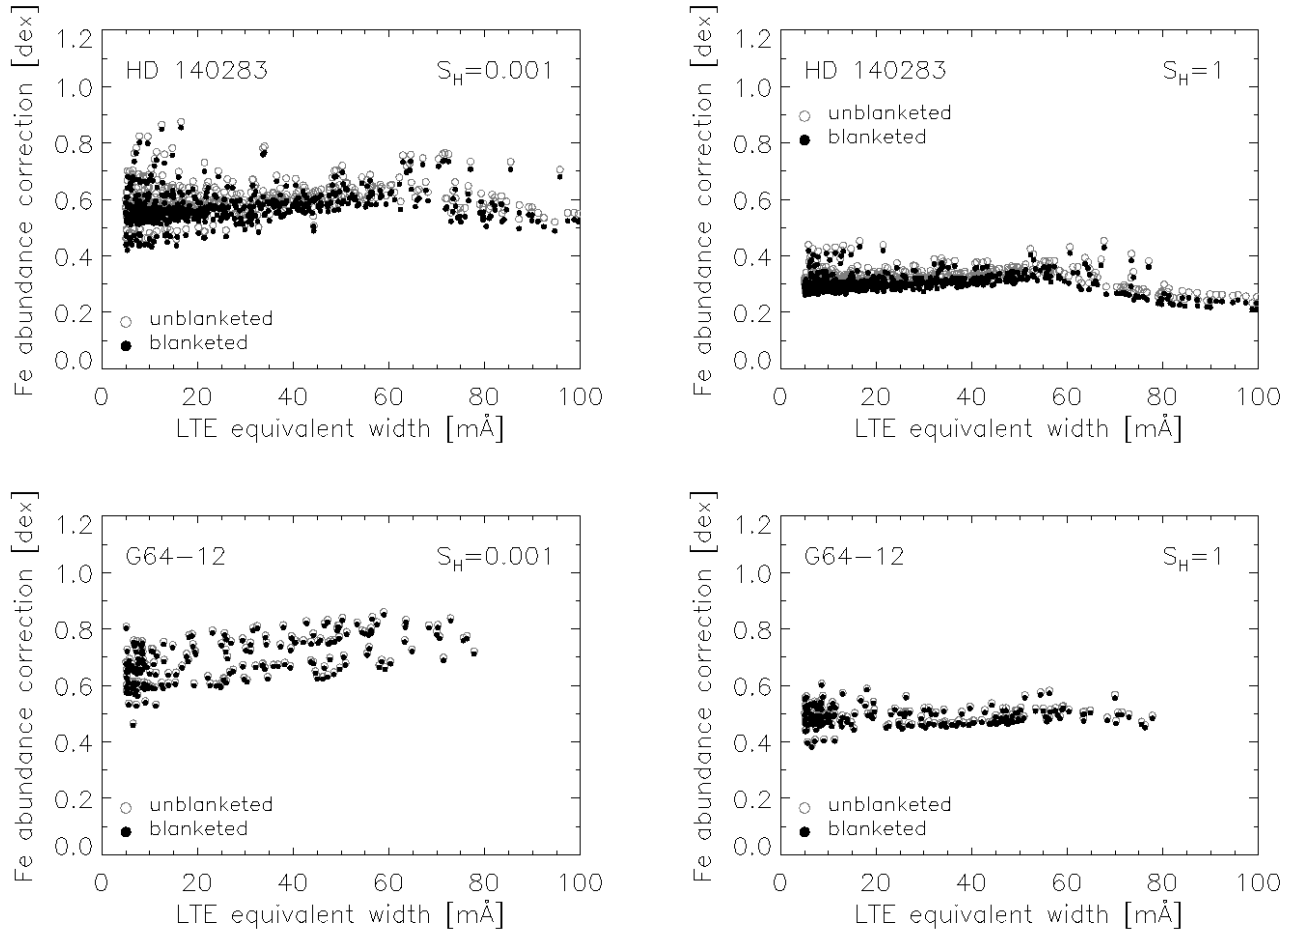 Fe abundance correction [dex]
1.2
1.0
0.8
0.6
0.4
0.2
0.0
HD 140283 S_H=0.001
unblanketed
blanketed
0 20 40 60 80 100
LTE equivalent width [mÅ]
Fe abundance correction [dex]
1.2
1.0
0.8
0.6
0.4
0.2
0.0
HD 140283 S_H=1
unblanketed
blanketed
0 20 40 60 80 100
LTE equivalent width [mÅ]
Fe abundance correction [dex]
1.2
1.0
0.8
0.6
0.4
0.2
0.0
G64-12 S_H=0.001
unblanketed
blanketed
0 20 40 60 80 100
LTE equivalent width [mÅ]
Fe abundance correction [dex]
1.2
1.0
0.8
0.6
0.4
0.2
0.0
G64-12 S_H=1
unblanketed
blanketed
0 20 40 60 80 100
LTE equivalent width [mÅ]